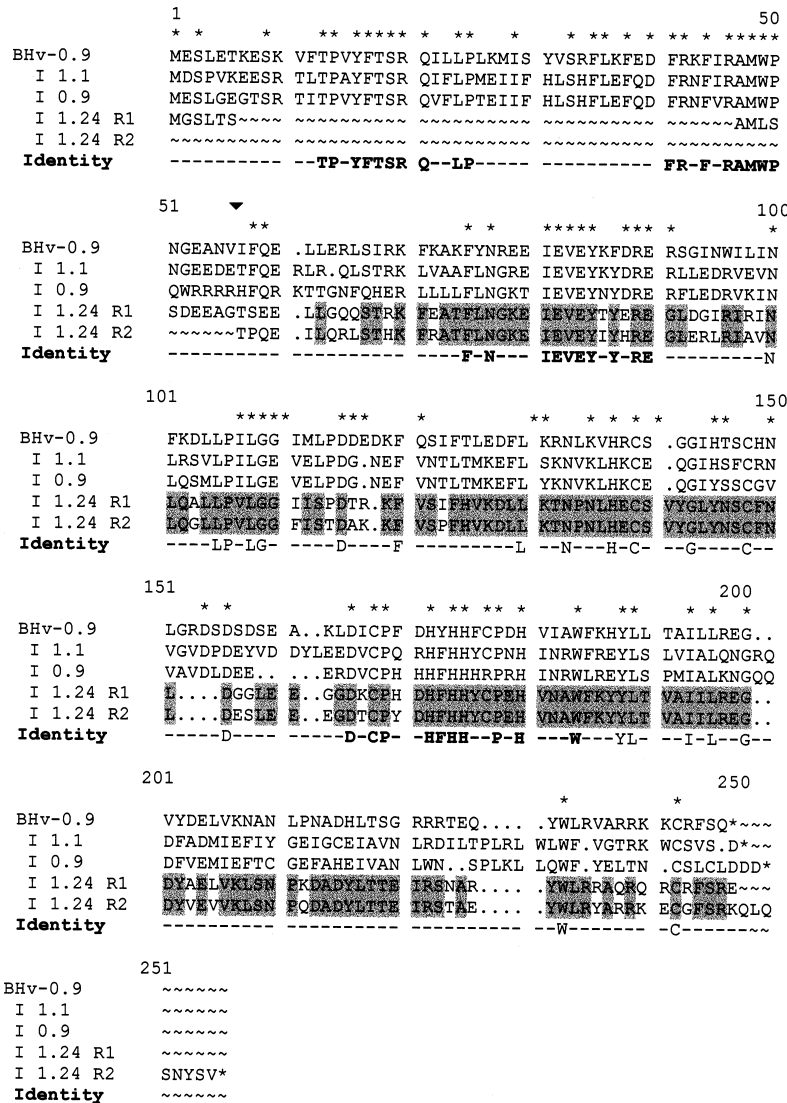 1 50
* * * ** ***** ** * ** * * ** * *****
BHv-0.9 MESLETKESK VFTPVYFTSR QILLPLKMIS YVSRFLKFED FRKFIRAMWP
I 1.1 MDSPVKEESR TLTPAYFTSR QIFLPMEIIF HLSHFLEFQD FRNFIRAMWP
I 0.9 MESLGEGTSR TITPVYFTSR QVFLPTEIIF HLSHFLEFQD FRNFVRAMWP
I 1.24 R1 MGSLTS~~~~ ~~~~~~~~~~ ~~~~~~~~~~ ~~~~~~~~~~ ~~~~~~AMLS
I 1.24 R2 ~~~~~~~~~~ ~~~~~~~~~~ ~~~~~~~~~~ ~~~~~~~~~~ ~~~~~~~~~~
Identity ---------- --TP-YFTSR Q--LP----- ---------- FR-F-RAMWP
51 ▼ 100
** * * ***** *** * *
BHv-0.9 NGEANVIFQE .LLERLSIRK FKAKFYNREE IEVEYKFDRE RSGINWILIN
I 1.1 NGEEDETFQE RLR.QLSTRK LVAAFLNGRE IEVEYKYDRE RLLEDRVEVN
I 0.9 QWRRRRHFQR KTTGNFQHER LLLLFLNGKT IEVEYNYDRE RFLEDRVKIN
I 1.24 R1 SDEEAGTSEE .LLGQQSTRK FEATFLNGKE IEVEYTYERE GLDGIRIRIN
I 1.24 R2 ~~~~~~TPQE .ILQRLSTHK FRATFLNGKE IEVEYIYHRE GLERLRLAVN
Identity ---------- ---------- ----F-N--- IEVEY-Y-RE ---------N
101 150
***** *** * ** * * * * ** *
BHv-0.9 FKDLLPILGG IMLPDDEDKF QSIFTLEDFL KRNLKVHRCS .GGIHTSCHN
I 1.1 LRSVLPILGE VELPDG.NEF VNTLTMKEFL SKNVKLHKCE .QGIHSFCRN
I 0.9 LQSMLPILGE VELPDG.NEF VNTLTMKEFL YKNVKLHKCE .QGIYSSCGV
I 1.24 R1 LQALLPVLGG IISPDTR.KF VSIFHVKDLL KTNPNLHECS VYGLYNSCFN
I 1.24 R2 LQGLLPVLGG FISTDAK.KF VSPFHVKDLL KTNPNLHECS VYGLYNSCFN
Identity ----LP-LG- ----D----F ---------L --N---H-C- --G----C--
151 200
* * * ** * *** ** * * ** * * *
BHv-0.9 LGRDSDSDSE A..KLDICPF DHYHHFCPDH VIAWFKHYLL TAILLREG..
I 1.1 VGVDPDEYVD DYLEEDVCPQ RHFHHYCPNH INRWFREYLS LVIALQNGRQ
I 0.9 VAVDLDEE.. ...ERDVCPH HHFHHHRPRH INRWLREYLS PMIALKNGQQ
I 1.24 R1 L....DGGLE E..GGDKCPH DHFHHYCPEH VNAWFKYYLT VAIILREG..
I 1.24 R2 L....DESLE E..EGDTCPY DHFHHYCPEH VNAWFKYYLT VAIILREG..
Identity -----D---- -----D-CP- -HFHH--P-H ---W---YL- --I-L--G--
201 250
* *
BHv-0.9 VYDELVKNAN LPNADHLTSG RRRTEQ.... .YWLRVARRK KCRFSQ*~~~
I 1.1 DFADMIEFIY GEIGCEIAVN LRDILTPLRL WLWF.VGTRK WCSVS.D*~~
I 0.9 DFVEMIEFTC GEFAHEIVAN LWN..SPLKL LQWF.YELTN .CSLCLDDD*
I 1.24 R1 DYAELVKLSN PKDADYLTTE IRSNAR.... .YWLRRAQRQ RCRFSRE~~~
I 1.24 R2 DYVEVVKLSN PQDADYLTTE IRSTAE.... .YWLRYARRK ECGFSRKQLQ
Identity ---------- ---------- ---------- --W------- -C------~~
251
BHv-0.9 ~~~~~~
I 1.1 ~~~~~~
I 0.9 ~~~~~~
I 1.24 R1 ~~~~~~
I 1.24 R2 SNYSV*
Identity ~~~~~~